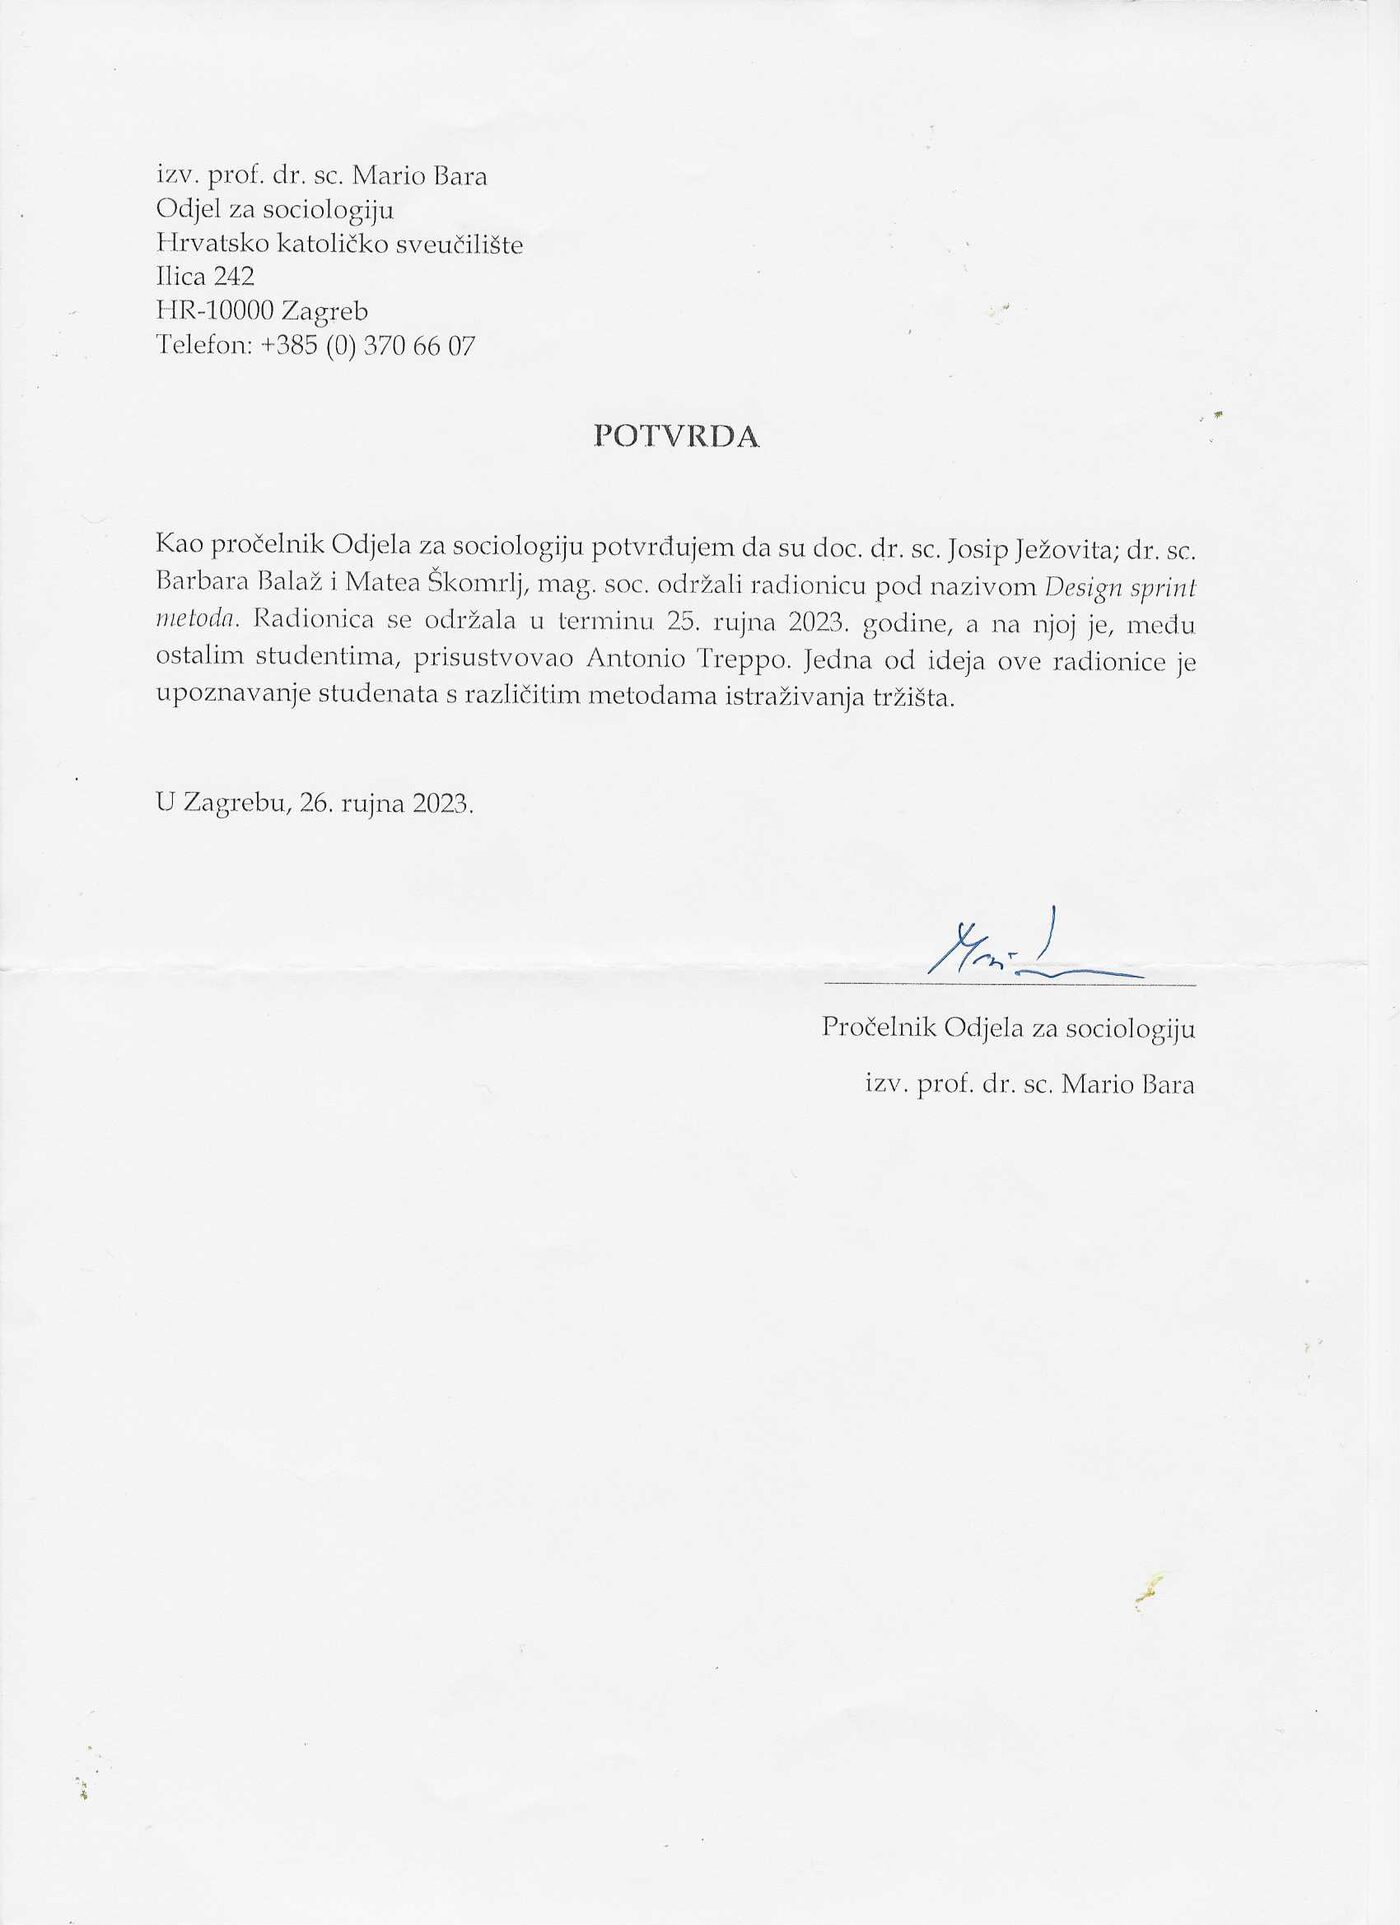 izv. prof. dr. sc. Mario Bara
Odjel za sociologiju
Hrvatsko katoličko sveučilište
Ilica 242
HR-10000 Zagreb
Telefon: +385 (0) 370 66 07
POTVRDA
Kao pročelnik Odjela za sociologiju potvrđujem da su doc. dr. sc. Josip Ježovita; dr. sc.
Barbara Balaž i Matea Škomrlj, mag. soc. održali radionicu pod nazivom Design sprint
metoda. Radionica se održala u terminu 25. rujna 2023. godine, a na njoj je, među
ostalim studentima, prisustvovao Antonio Treppo. Jedna od ideja ove radionice je
upoznavanje studenata s različitim metodama istraživanja tržišta.
U Zagrebu, 26. rujna 2023.
Pročelnik Odjela za sociologiju
izv. prof. dr. sc. Mario Bara